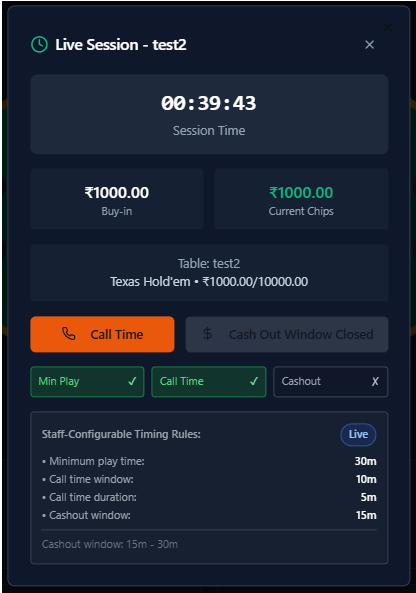 Live Session - test2
×
00:39:43
Session Time
₹1000.00
Buy-in
₹1000.00
Current Chips
Table: test2
Texas Hold'em • ₹1000.00/10000.00
Call Time
$ Cash Out Window Closed
Min Play ✓
Call Time ✓
Cashout ✗
Staff-Configurable Timing Rules: Live
• Minimum play time: 30m
• Call time window: 10m
• Call time duration: 5m
• Cashout window: 15m
Cashout window: 15m - 30m